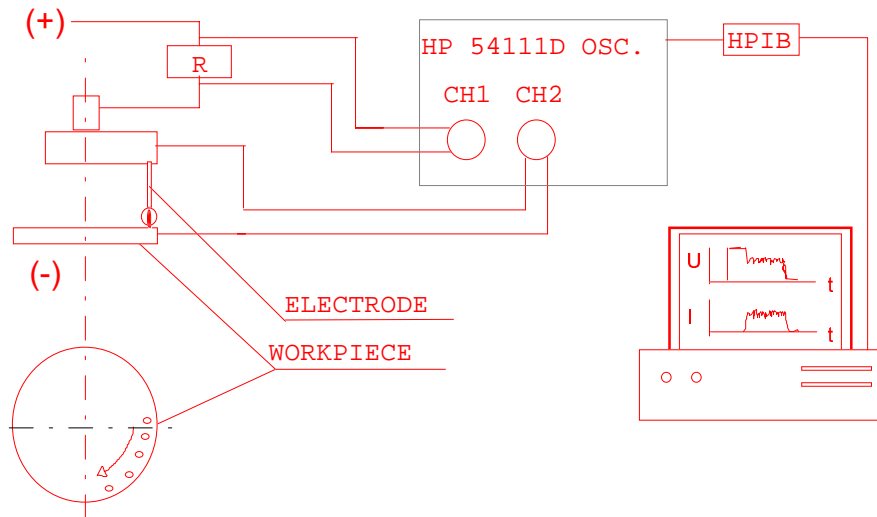 (+)
R
HP 54111D OSC.
HPIB
CH1 CH2
(-)
U
t
I
t
ELECTRODE
WORKPIECE